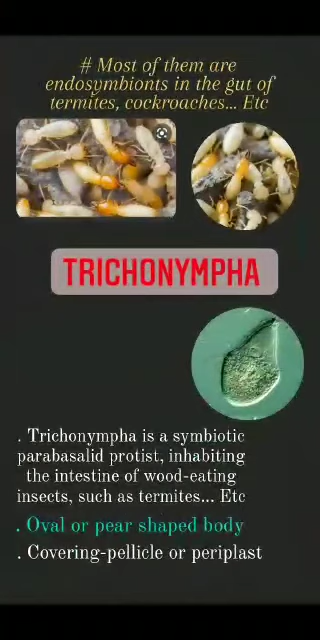 # Most of them are
endosymbionts in the gut of
termites, cockroaches... Etc
TRICHONYMPHA
. Trichonympha is a symbiotic
parabasalid protist, inhabiting
the intestine of wood-eating
insects, such as termites... Etc
. Oval or pear shaped body
. Covering-pellicle or periplast